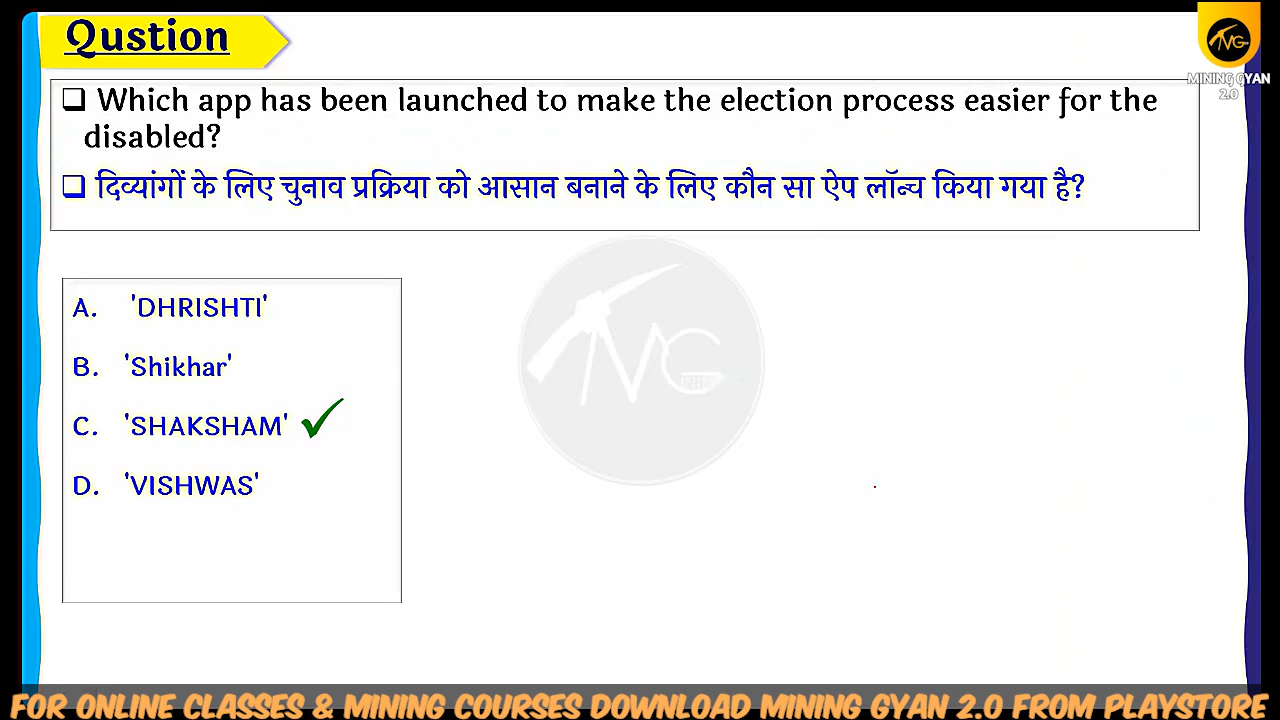 Qustion
MINING GYAN
2.0
❑ Which app has been launched to make the election process easier for the
disabled?
❑ दिव्यांगों के लिए चुनाव प्रक्रिया को आसान बनाने के लिए कौन सा ऐप लॉन्च किया गया है?
A. 'DHRISHTI'
B. 'Shikhar'
C. 'SHAKSHAM' ✓
D. 'VISHWAS'
FOR ONLINE CLASSES & MINING COURSES DOWNLOAD MINING GYAN 2.0 FROM PLAYSTORE